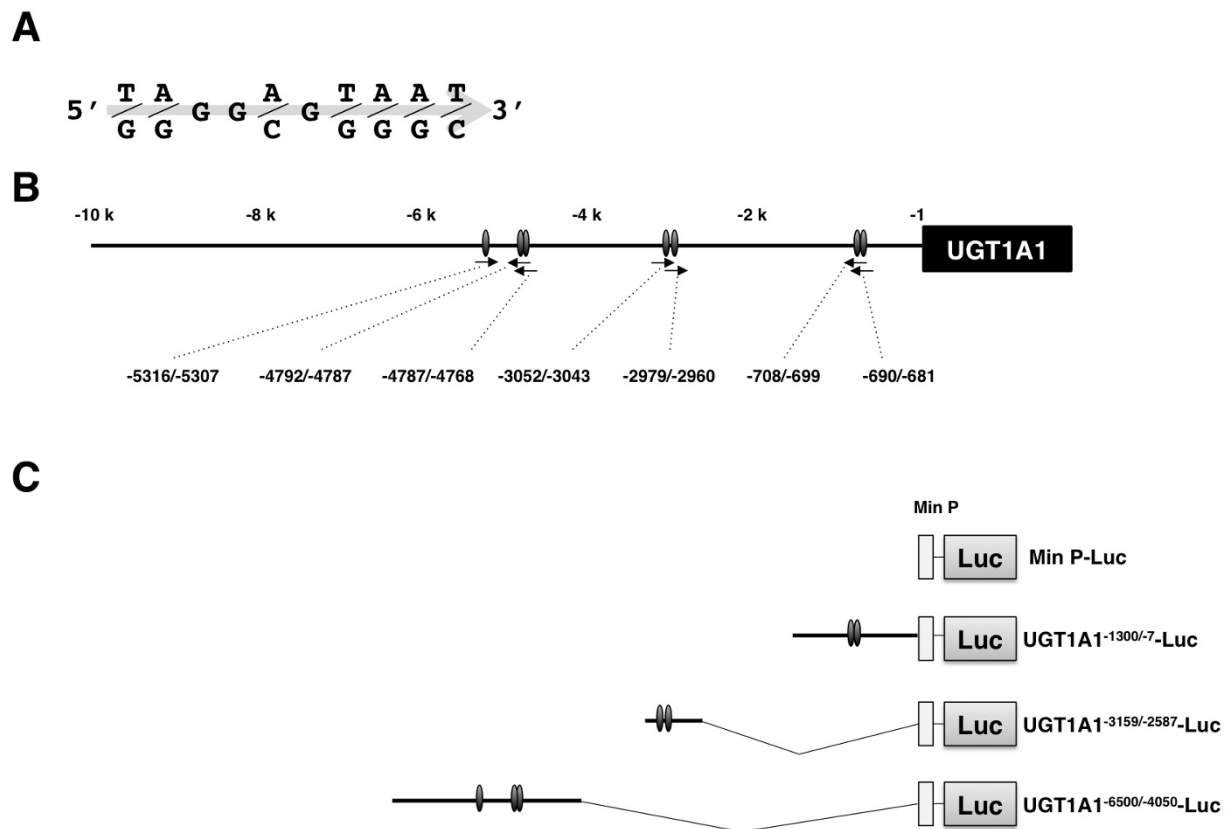 A
T A A T A A T
5' G G G 3'
G G C G G G C
B
-10 k -8 k -6 k -4 k -2 k -1
UGT1A1
-5316/-5307 -4792/-4787 -4787/-4768 -3052/-3043 -2979/-2960 -708/-699 -690/-681
C
Min P
Luc Min P-Luc
Luc UGT1A1-1300/-7-Luc
Luc UGT1A1-3159/-2587-Luc
Luc UGT1A1-6500/-4050-Luc